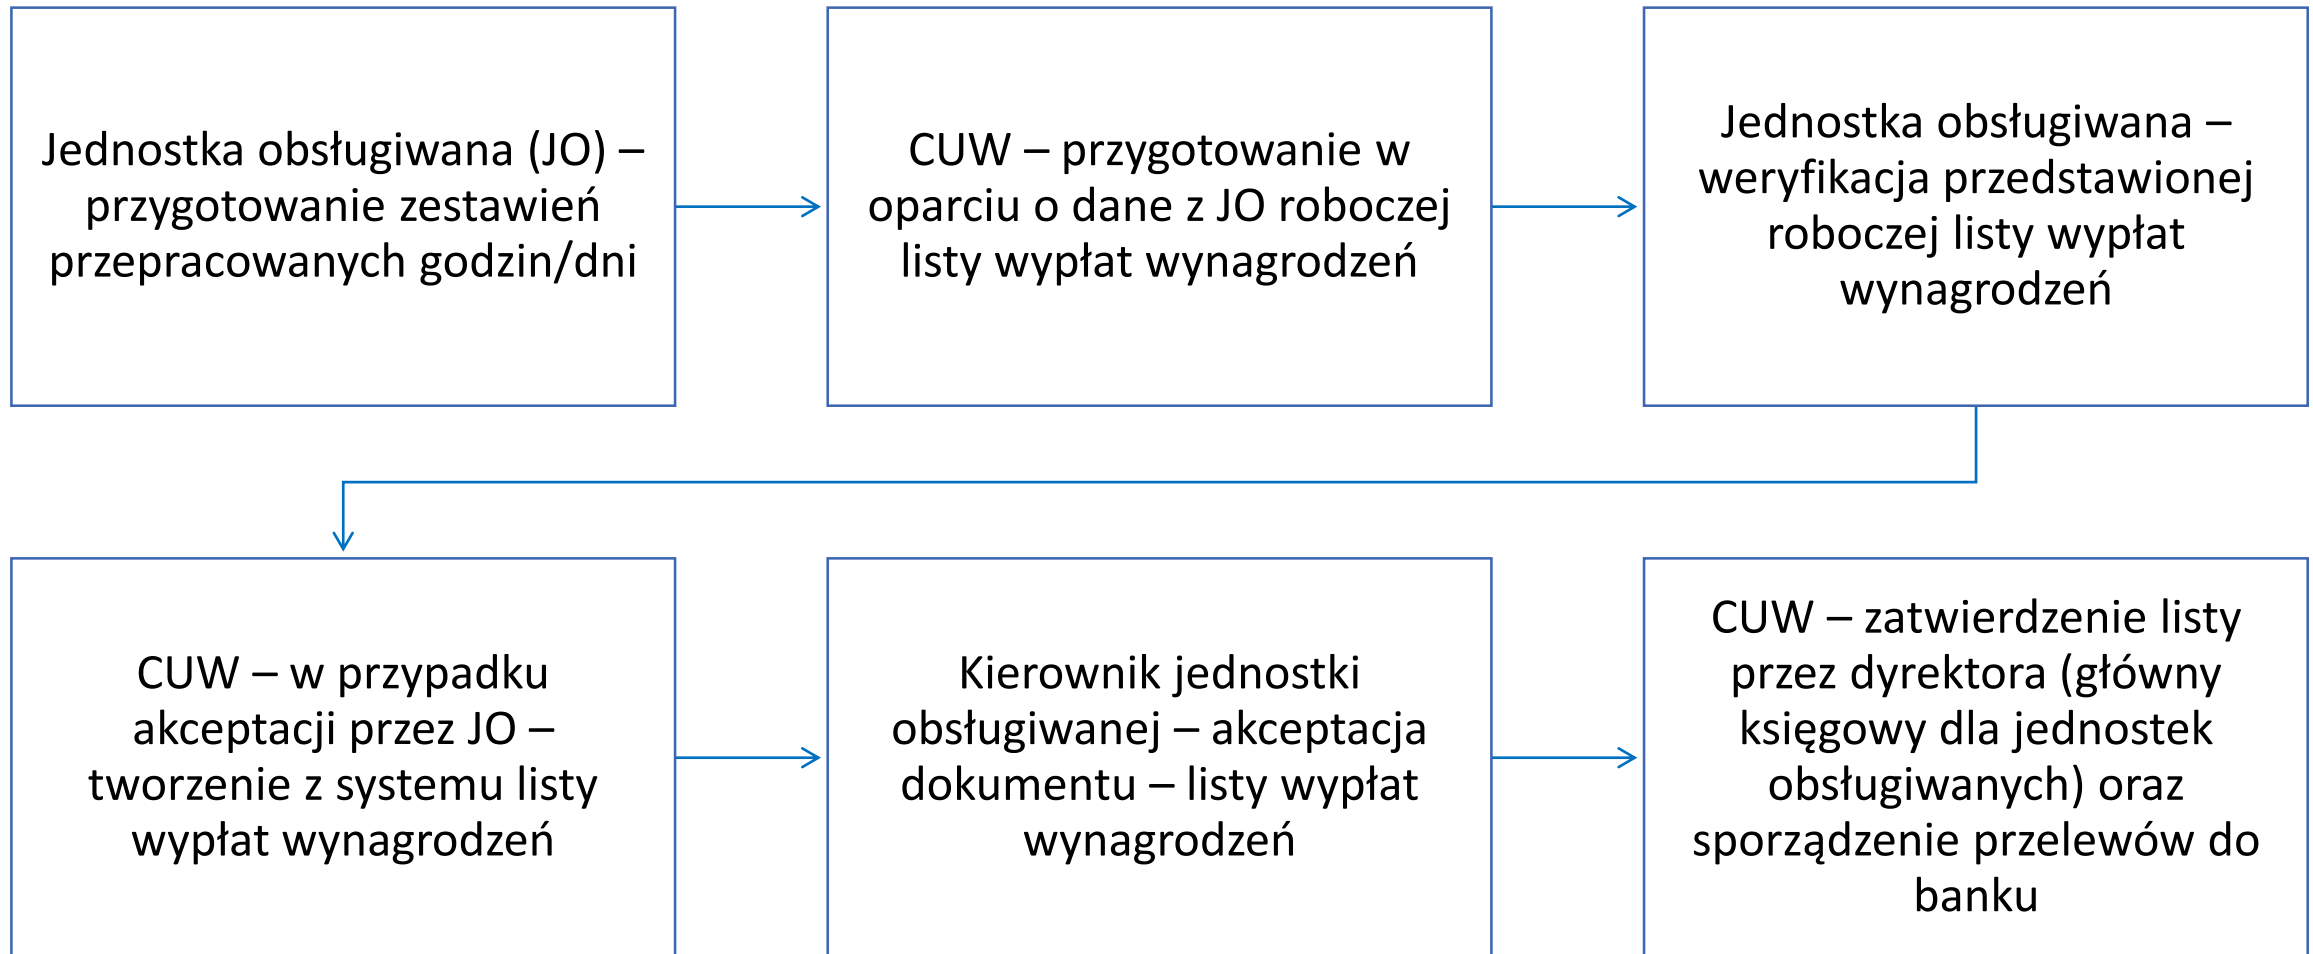 Jednostka obsługiwana (JO) –
przygotowanie zestawień
przepracowanych godzin/dni
CUW – przygotowanie w
oparciu o dane z JO roboczej
listy wypłat wynagrodzeń
Jednostka obsługiwana –
weryfikacja przedstawionej
roboczej listy wypłat
wynagrodzeń
CUW – w przypadku
akceptacji przez JO –
tworzenie z systemu listy
wypłat wynagrodzeń
Kierownik jednostki
obsługiwanej – akceptacja
dokumentu – listy wypłat
wynagrodzeń
CUW – zatwierdzenie listy
przez dyrektora (główny
księgowy dla jednostek
obsługiwanych) oraz
sporządzenie przelewów do
banku